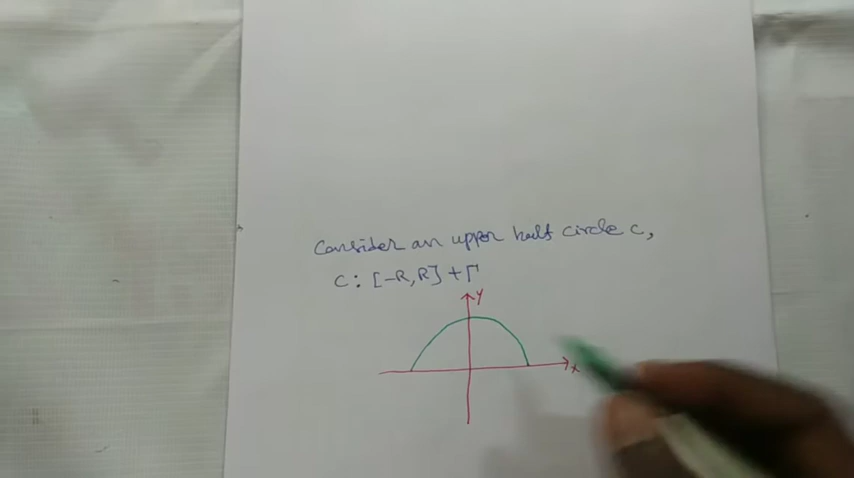 Consider an upper half circle C,
C: [-R, R] + Γ
Y
X